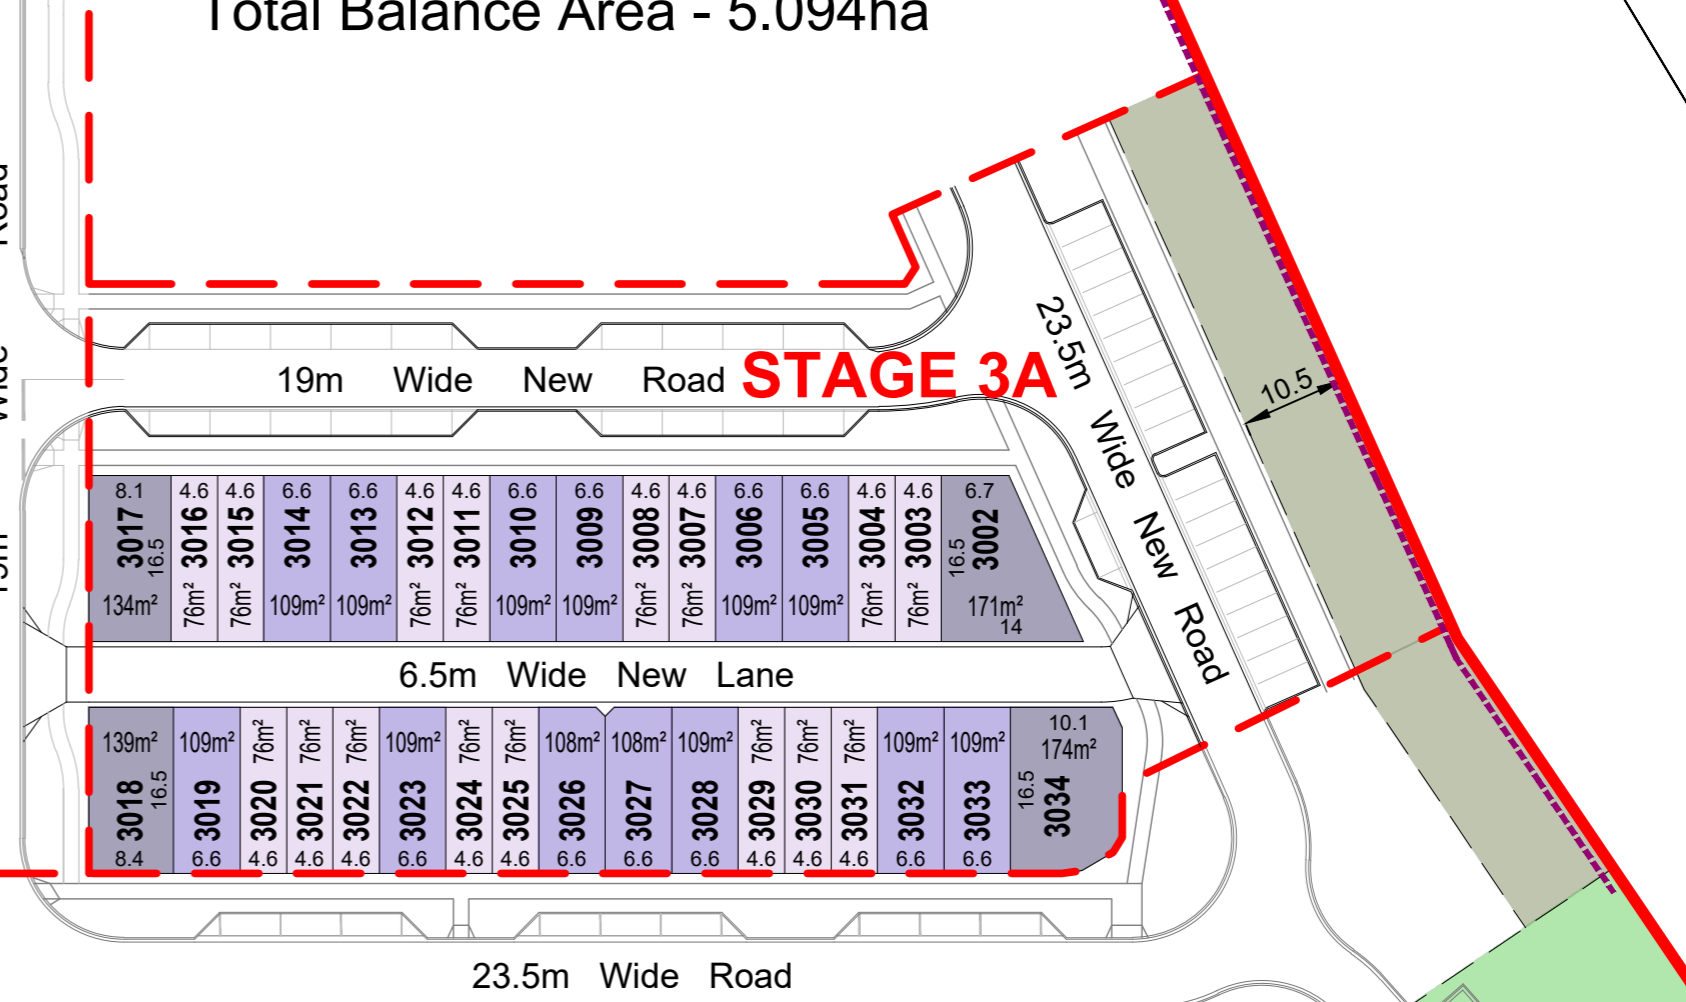 Total Balance Area - 5.094ha
Road
Wide
19m Wide New Road
STAGE 3A
23.5m Wide New Road
10.5
8.1 4.6 4.6 6.6 6.6 4.6 4.6 6.6 6.6 4.6 4.6 6.6 6.6 4.6 4.6 6.7
3017 3016 3015 3014 3013 3012 3011 3010 3009 3008 3007 3006 3005 3004 3003 3002
16.5 16.5
134m² 76m² 76m² 109m² 109m² 76m² 76m² 109m² 109m² 76m² 76m² 109m² 109m² 76m² 76m² 171m²
14
6.5m Wide New Lane
10.1
139m² 109m² 76m² 76m² 76m² 109m² 76m² 76m² 108m² 108m² 109m² 76m² 76m² 76m² 109m² 109m² 174m²
16.5 16.5
3018 3019 3020 3021 3022 3023 3024 3025 3026 3027 3028 3029 3030 3031 3032 3033 3034
8.4 6.6 4.6 4.6 4.6 6.6 4.6 4.6 6.6 6.6 6.6 4.6 4.6 4.6 6.6 6.6
23.5m Wide Road